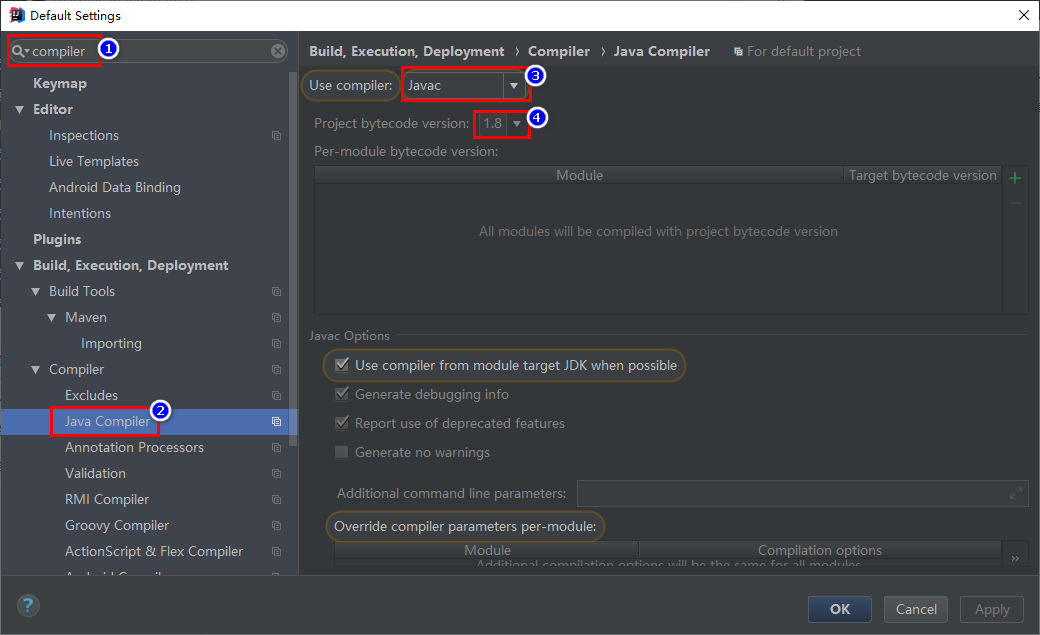 Default Settings
compiler
1
Keymap
Editor
Inspections
Live Templates
Android Data Binding
Intentions
Plugins
Build, Execution, Deployment
Build Tools
Maven
Importing
Compiler
Excludes
Java Compiler
2
Annotation Processors
Validation
RMI Compiler
Groovy Compiler
ActionScript & Flex Compiler
Android Compiler
Build, Execution, Deployment › Compiler › Java Compiler For default project
Use compiler: Javac 3
Project bytecode version: 1.8 4
Per-module bytecode version:
Module Target bytecode version
All modules will be compiled with project bytecode version
Javac Options
Use compiler from module target JDK when possible
Generate debugging info
Report use of deprecated features
Generate no warnings
Additional command line parameters:
Override compiler parameters per-module:
Module Compilation options
Additional compilation options will be the same for all modules
?
OK Cancel Apply